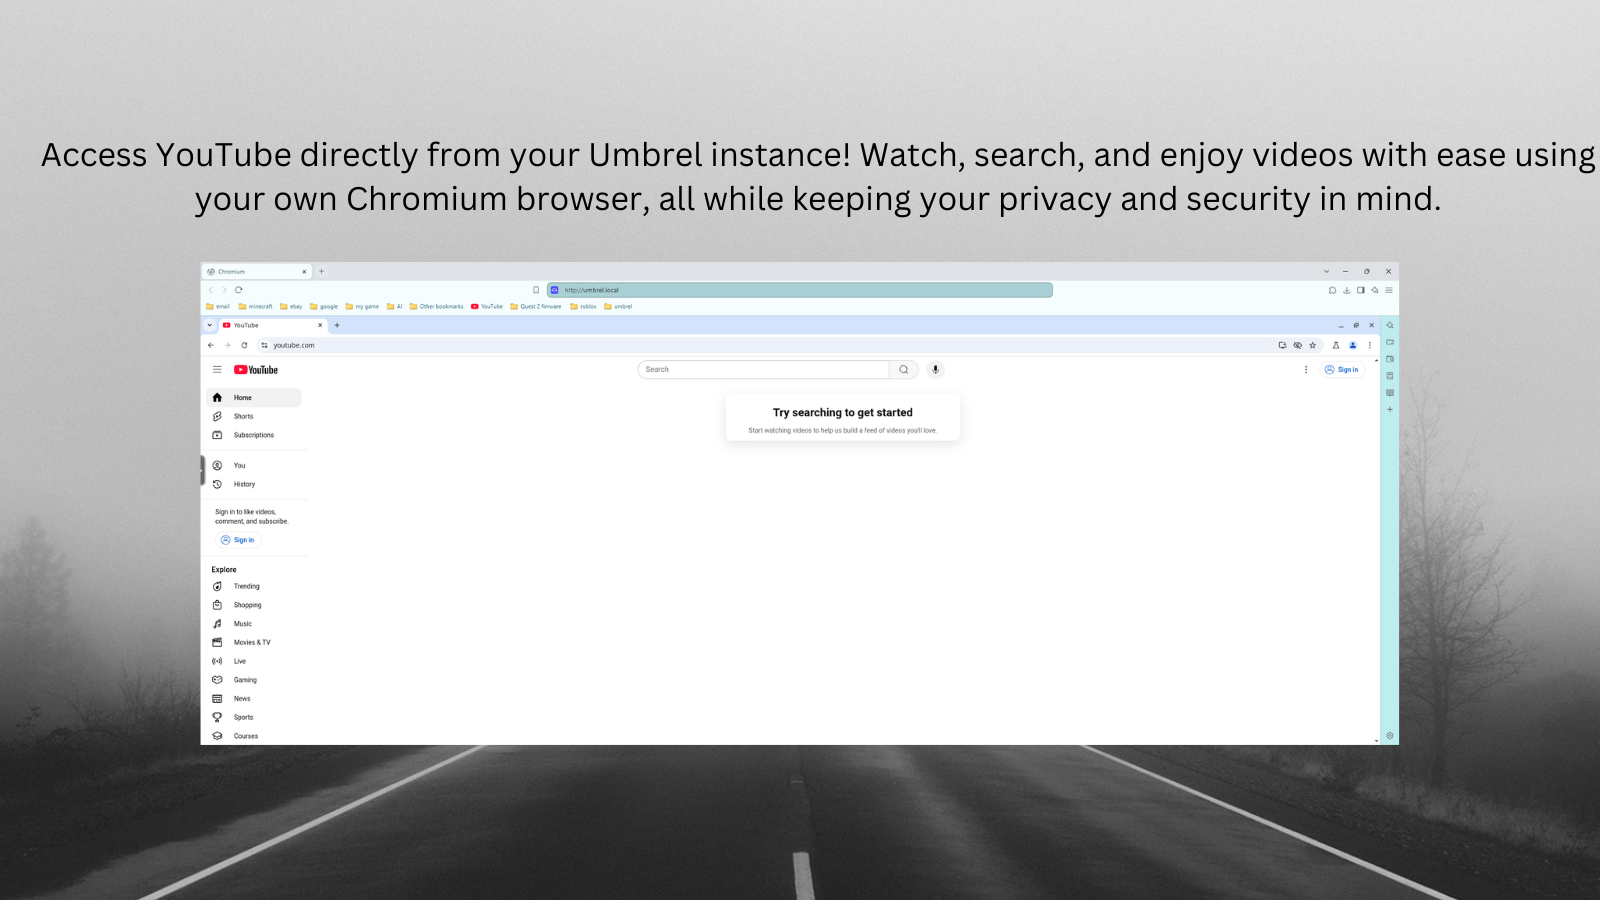 Access YouTube directly from your Umbrel instance! Watch, search, and enjoy videos with ease using
your own Chromium browser, all while keeping your privacy and security in mind.
Chromium
http://umbrel.local
email minecraft ebay google my game AI Other bookmarks YouTube Quest 2 fimware roblox umbrel
YouTube
youtube.com
YouTube
Search
Sign in
Home
Shorts
Subscriptions
You
History
Sign in to like videos,
comment, and subscribe.
Sign in
Explore
Trending
Shopping
Music
Movies & TV
Live
Gaming
News
Sports
Courses
Try searching to get started
Start watching videos to help us build a feed of videos you'll love.